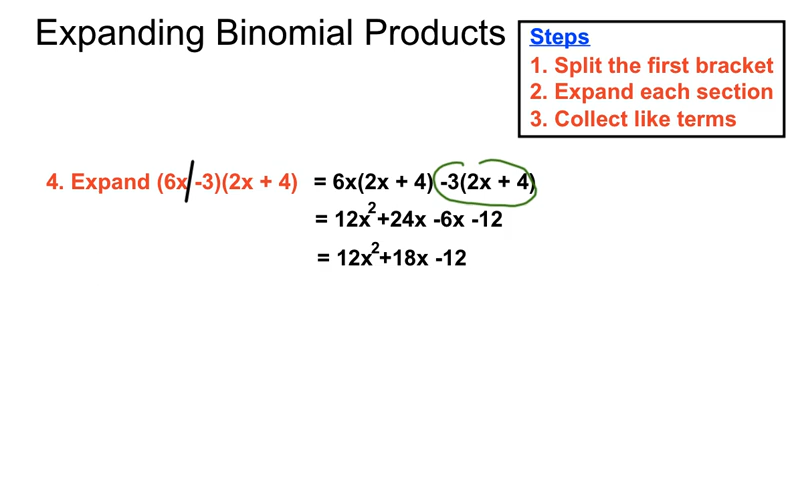 Expanding Binomial Products
Steps
1. Split the first bracket
2. Expand each section
3. Collect like terms
4. Expand (6x -3)(2x + 4) = 6x(2x + 4) -3(2x + 4)
= 12x²+24x -6x -12
= 12x²+18x -12